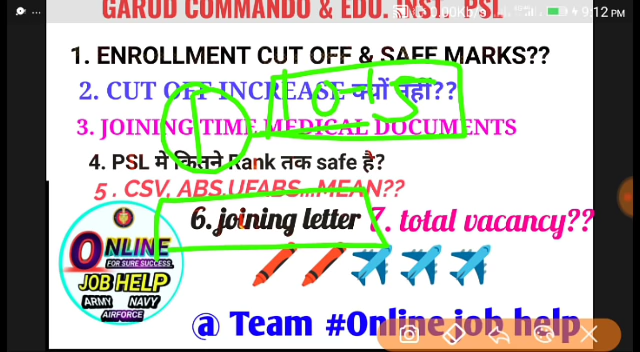 GARUD COMMANDO & EDU. INST. PSL
0.00Kb/s 9:12 PM
1. ENROLLMENT CUT OFF & SAFE MARKS??
2. CUT OFF INCREASE क्यों नहीं??
3. JOINING TIME MEDICAL DOCUMENTS
4. PSL मे कितने Rank तक safe है?
5 . CSV, ABS,UFABS...MEAN??
6. joining letter 7. total vacancy??
ONLINE
FOR SURE SUCCESS
JOB HELP
ARMY NAVY
AIRFORCE
@ Team #Online job help